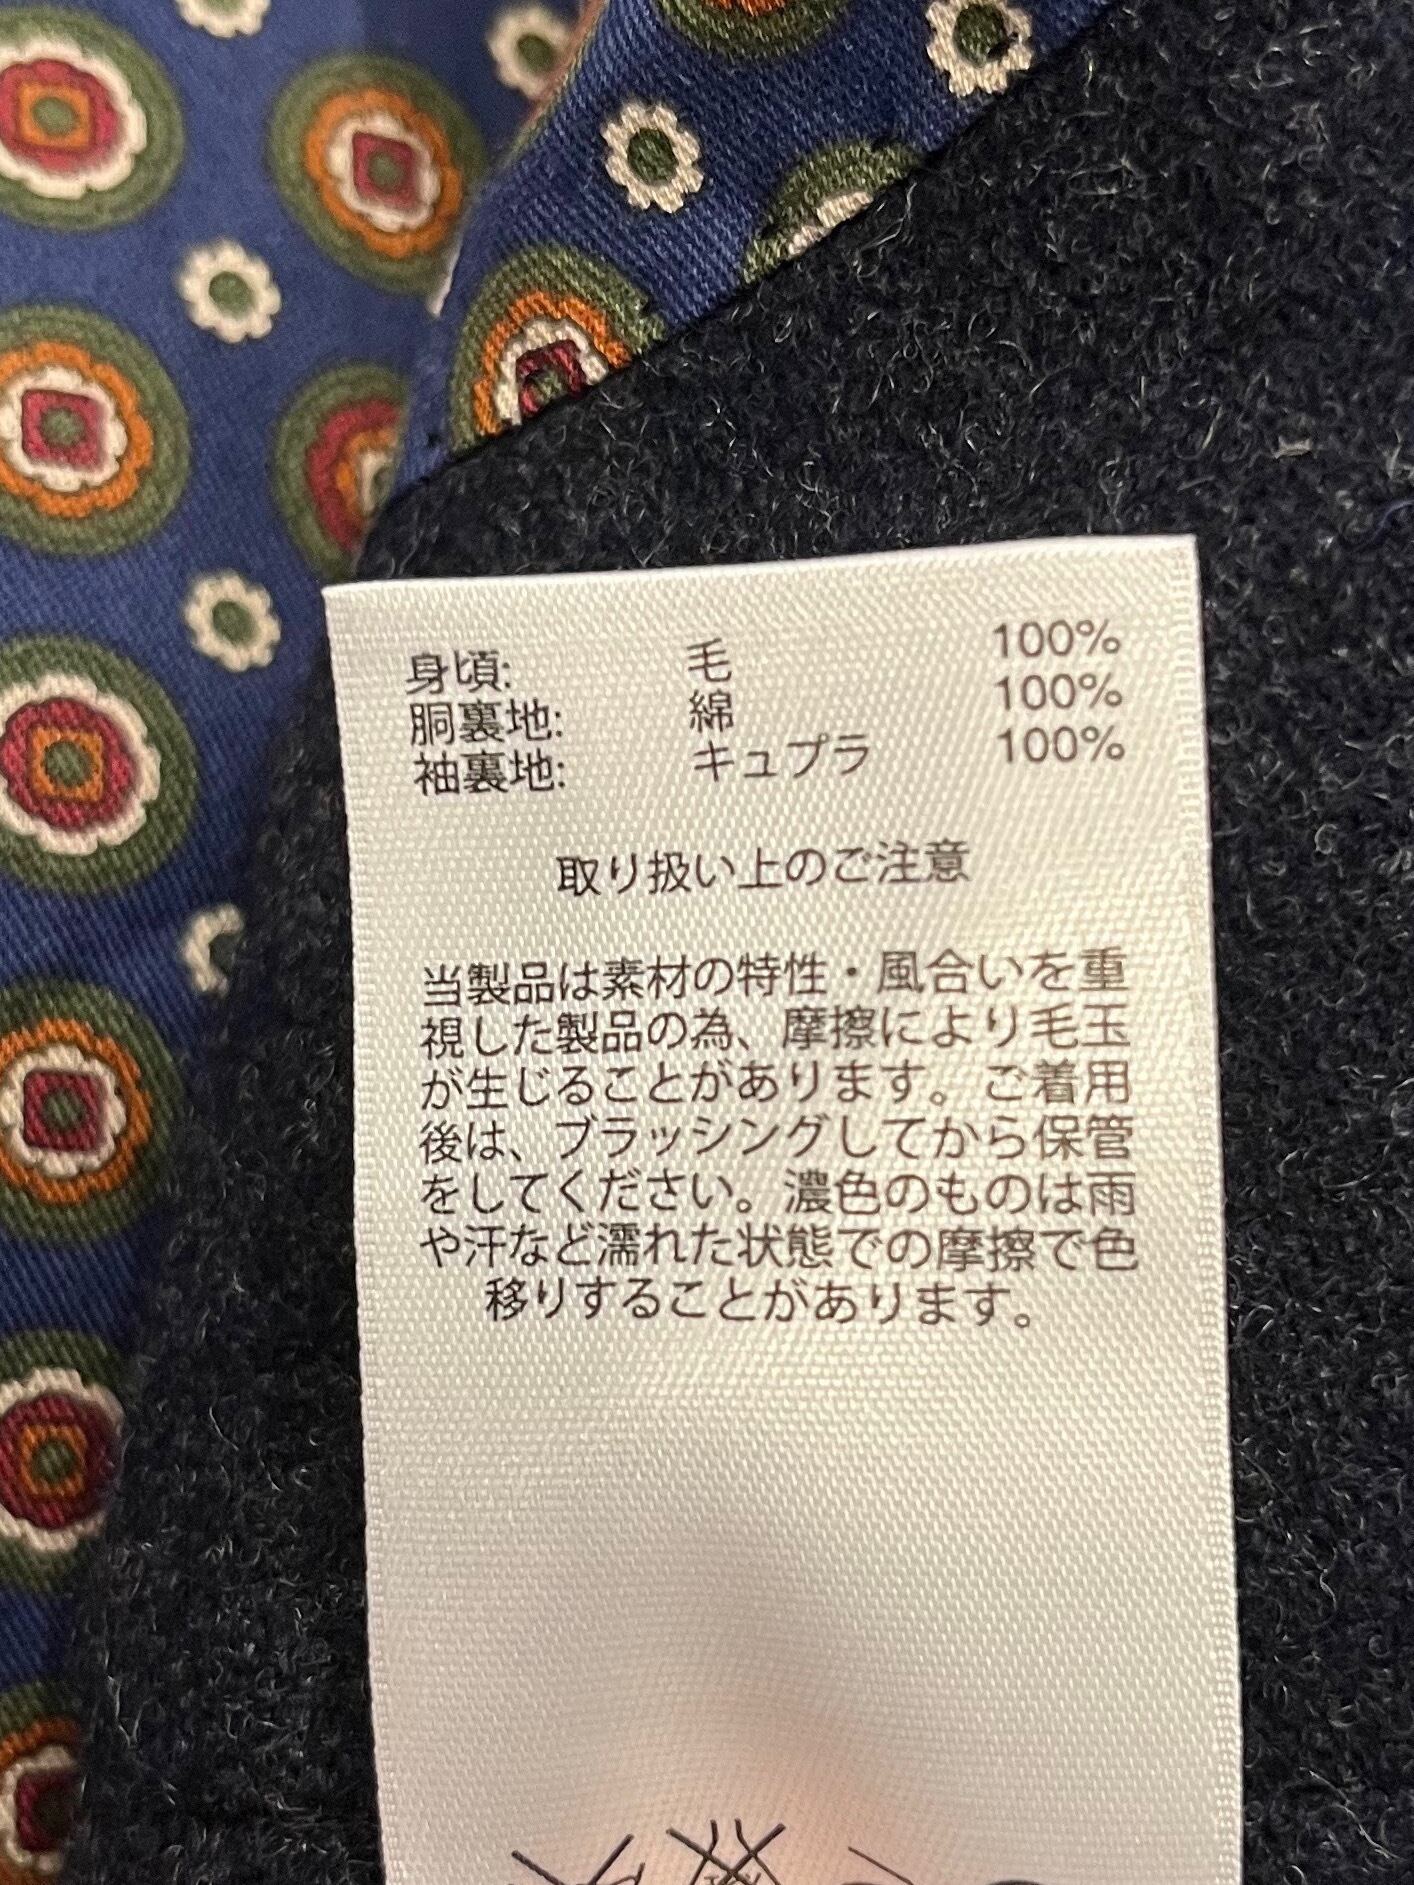 身頃: 毛 100%
胴裏地: 綿 100%
袖裏地: キュプラ 100%
取り扱い上のご注意
当製品は素材の特性・風合いを重
視した製品の為、摩擦により毛玉
が生じることがあります。ご着用
後は、ブラッシングしてから保管
をしてください。濃色のものは雨
や汗など濡れた状態での摩擦で色
移りすることがあります。